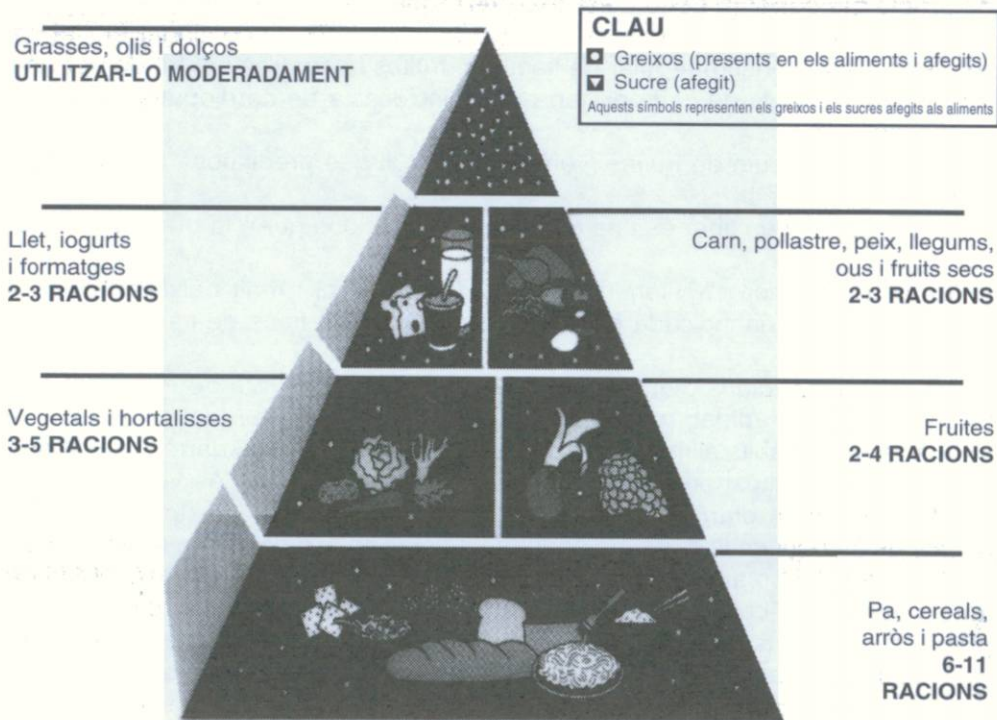 Grasses, olis i dolços
UTILITZAR-LO MODERADAMENT
CLAU
Greixos (presents en els aliments i afegits)
Sucre (afegit)
Aquests símbols representen els greixos i els sucres afegits als aliments
Llet, iogurts
i formatges
2-3 RACIONS
Carn, pollastre, peix, llegums,
ous i fruits secs
2-3 RACIONS
Vegetals i hortalisses
3-5 RACIONS
Fruites
2-4 RACIONS
Pa, cereals,
arròs i pasta
6-11
RACIONS